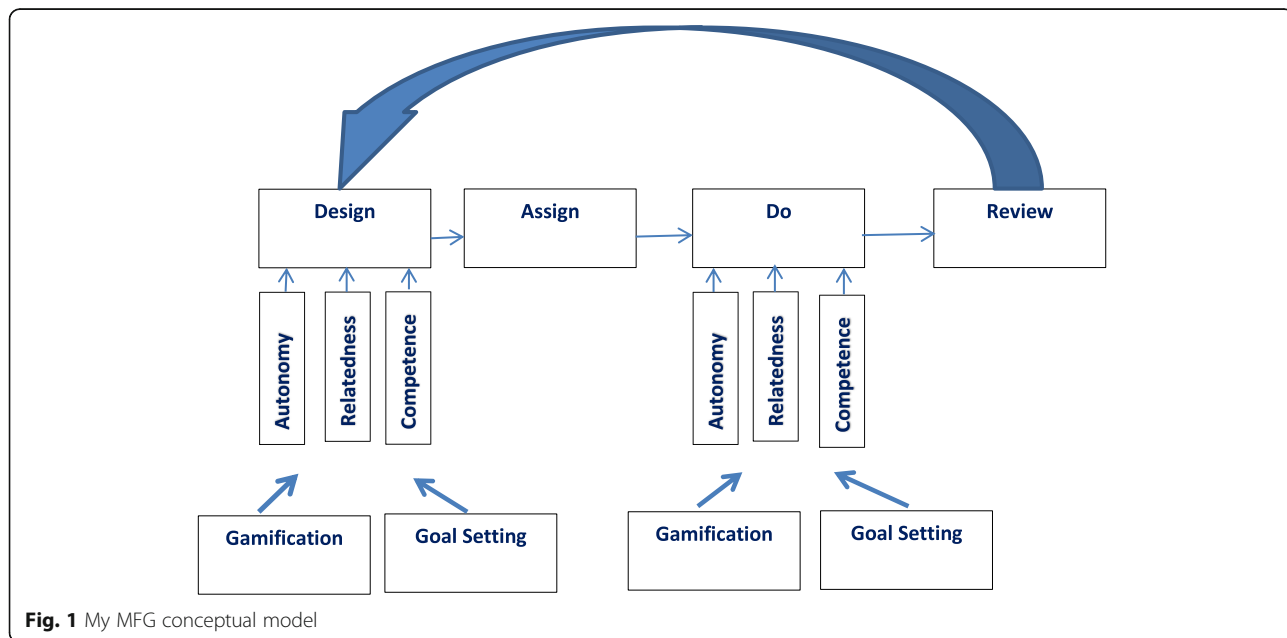 Design
Assign
Do
Review
Autonomy
Relatedness
Competence
Autonomy
Relatedness
Competence
Gamification
Goal Setting
Gamification
Goal Setting
Fig. 1 My MFG conceptual model